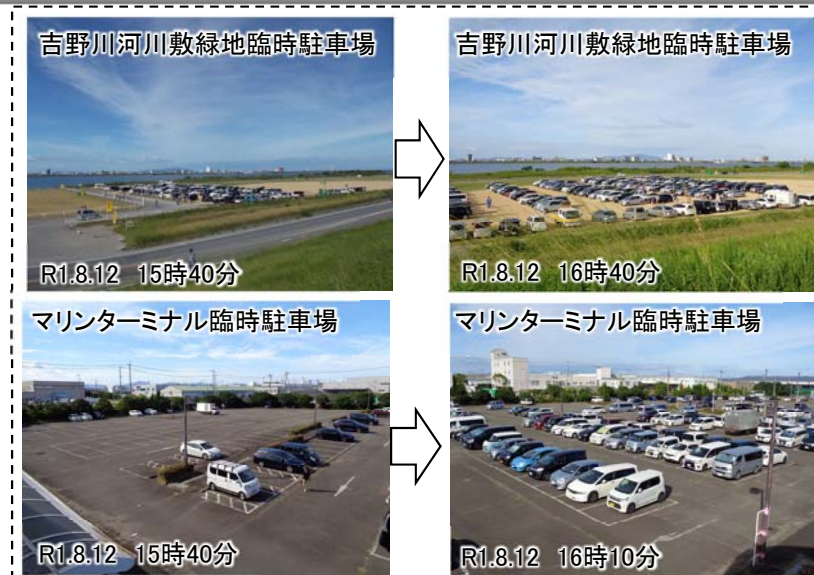 吉野川河川敷緑地臨時駐車場
R1.8.12 15時40分
吉野川河川敷緑地臨時駐車場
R1.8.12 16時40分
マリンターミナル臨時駐車場
R1.8.12 15時40分
マリンターミナル臨時駐車場
R1.8.12 16時10分